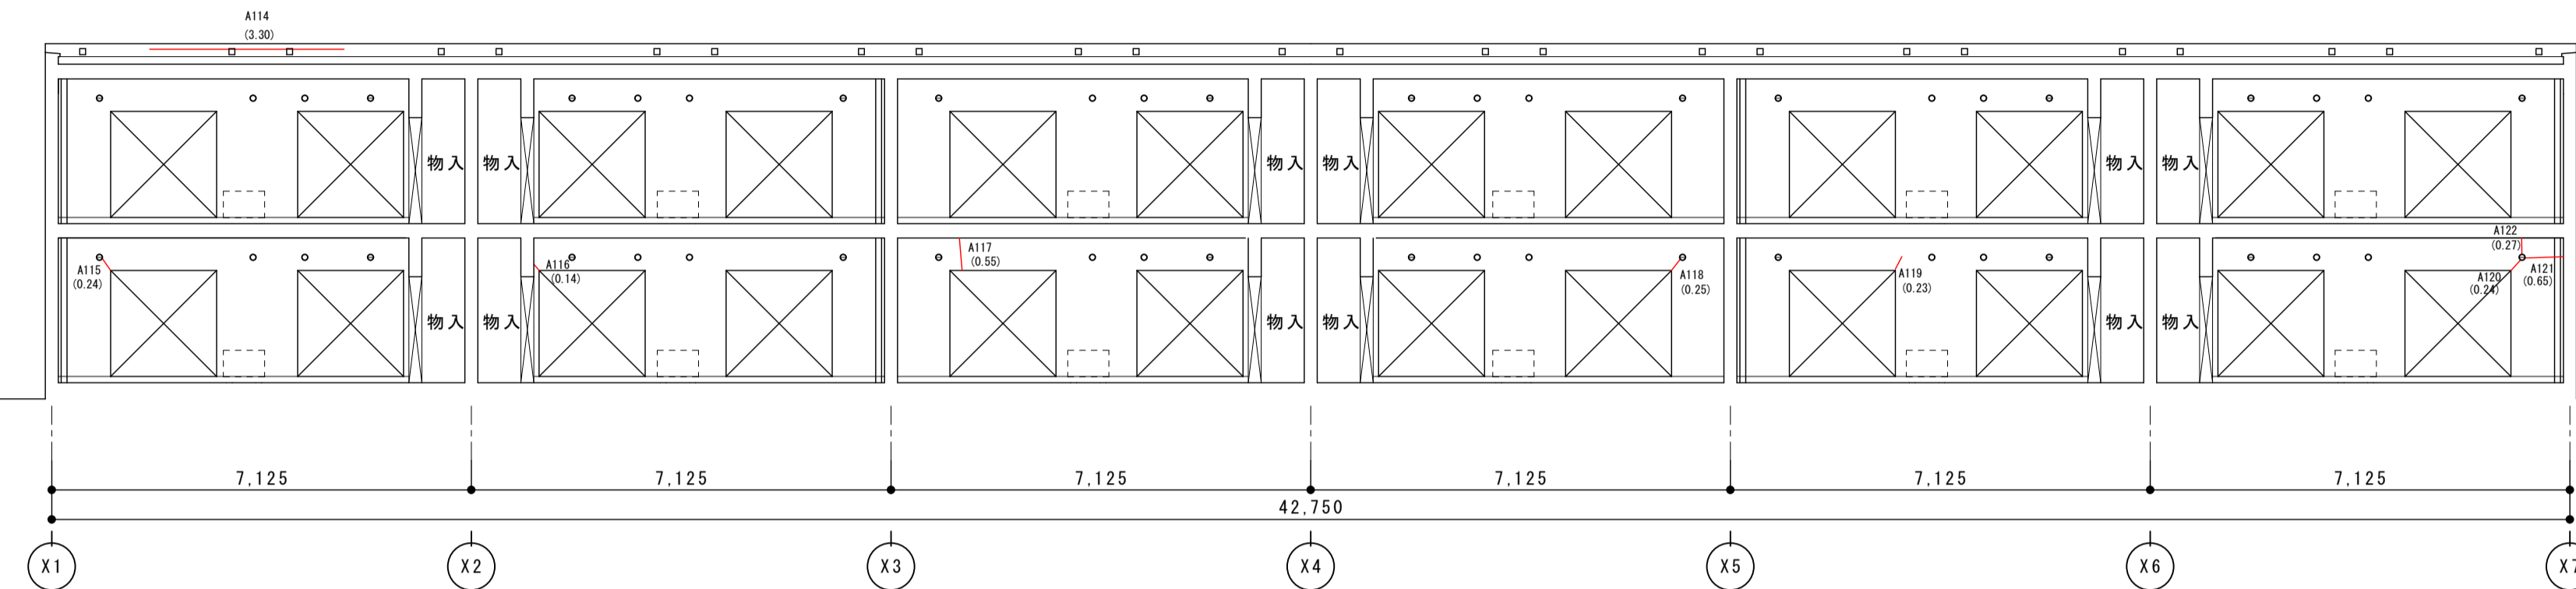 A114
(3.30)
物入 物入 物入 物入 物入 物入
A115
(0.24)
A116
(0.14)
A117
(0.55)
A118
(0.25)
A119
(0.23)
A120
(0.24)
A121
(0.65)
A122
(0.27)
物入 物入 物入 物入 物入 物入
7,125 7,125 7,125 7,125 7,125 7,125
42,750
X1 X2 X3 X4 X5 X6 X7